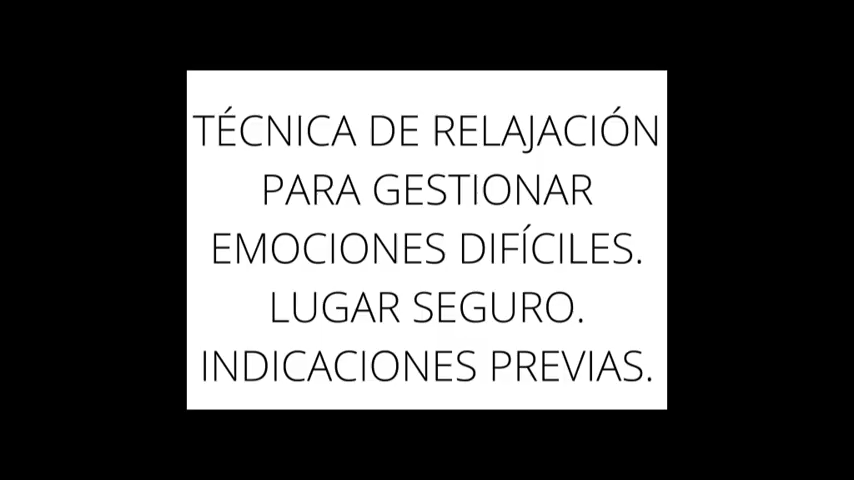 TÉCNICA DE RELAJACIÓN
PARA GESTIONAR
EMOCIONES DIFÍCILES.
LUGAR SEGURO.
INDICACIONES PREVIAS.